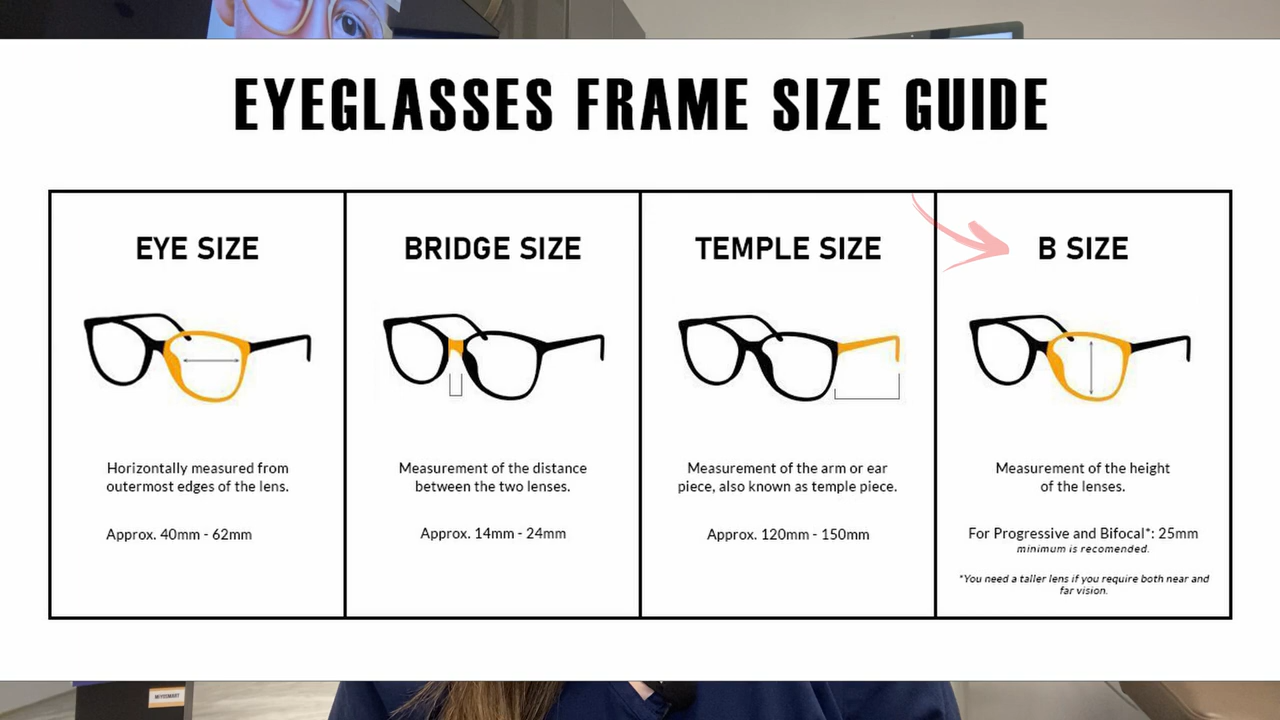 EYEGLASSES FRAME SIZE GUIDE
EYE SIZE
Horizontally measured from
outermost edges of the lens.
Approx. 40mm - 62mm
BRIDGE SIZE
Measurement of the distance
between the two lenses.
Approx. 14mm - 24mm
TEMPLE SIZE
Measurement of the arm or ear
piece, also known as temple piece.
Approx. 120mm - 150mm
B SIZE
Measurement of the height
of the lenses.
For Progressive and Bifocal*: 25mm
minimum is recomended.
*You need a taller lens if you require both near and
far vision.